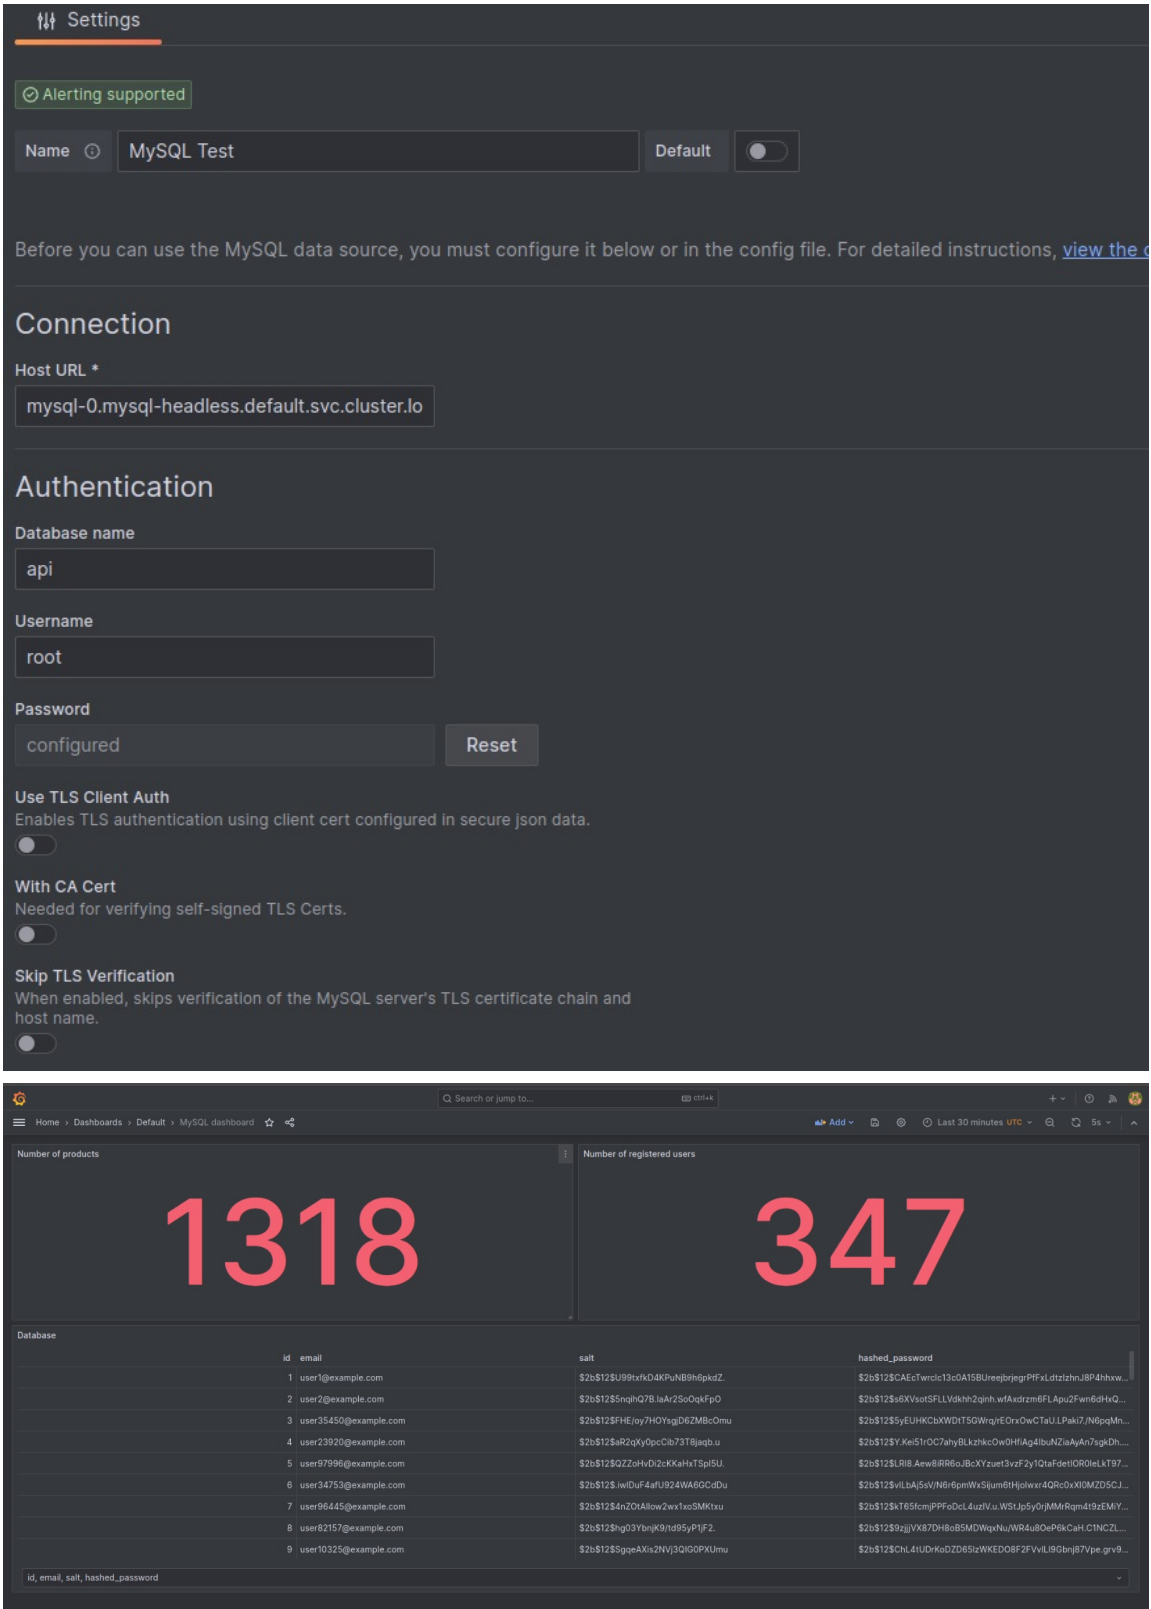 Settings
Alerting supported
Name MySQL Test Default
Before you can use the MySQL data source, you must configure it below or in the config file. For detailed instructions, view the
Connection
Host URL *
mysql-0.mysql-headless.default.svc.cluster.lo
Authentication
Database name
api
Username
root
Password
configured Reset
Use TLS Client Auth
Enables TLS authentication using client cert configured in secure json data.
With CA Cert
Needed for verifying self-signed TLS Certs.
Skip TLS Verification
When enabled, skips verification of the MySQL server's TLS certificate chain and
host name.
Search or jump to... ctrl+k
Home › Dashboards › Default › MySQL dashboard Add Last 30 minutes UTC 5s
Number of products Number of registered users
1318 347
Database
id email salt hashed_password
1 user1@example.com
2 user2@example.com
3 user35450@example.com
4 user23920@example.com
5 user97996@example.com
6 user34753@example.com
7 user96445@example.com
8 user82157@example.com
9 user10325@example.com
id, email, salt, hashed_password